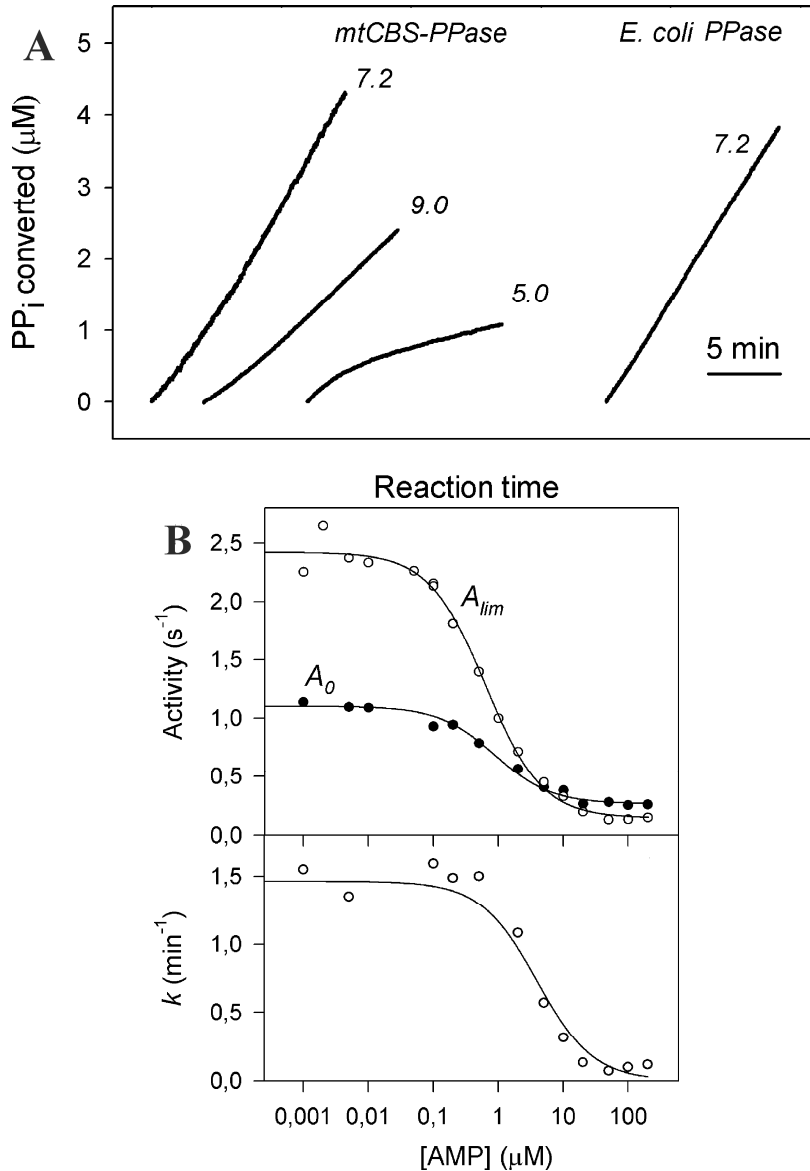 A
mtCBS-PPase
E. coli PPase
PPi converted (μM)
5
4
3
2
1
0
7.2
9.0
5.0
7.2
5 min
Reaction time
B
Activity (s-1)
2,5
2,0
1,5
1,0
0,5
0,0
Alim
A0
k (min-1)
1,5
1,0
0,5
0,0
0,001 0,01 0,1 1 10 100
[AMP] (μM)